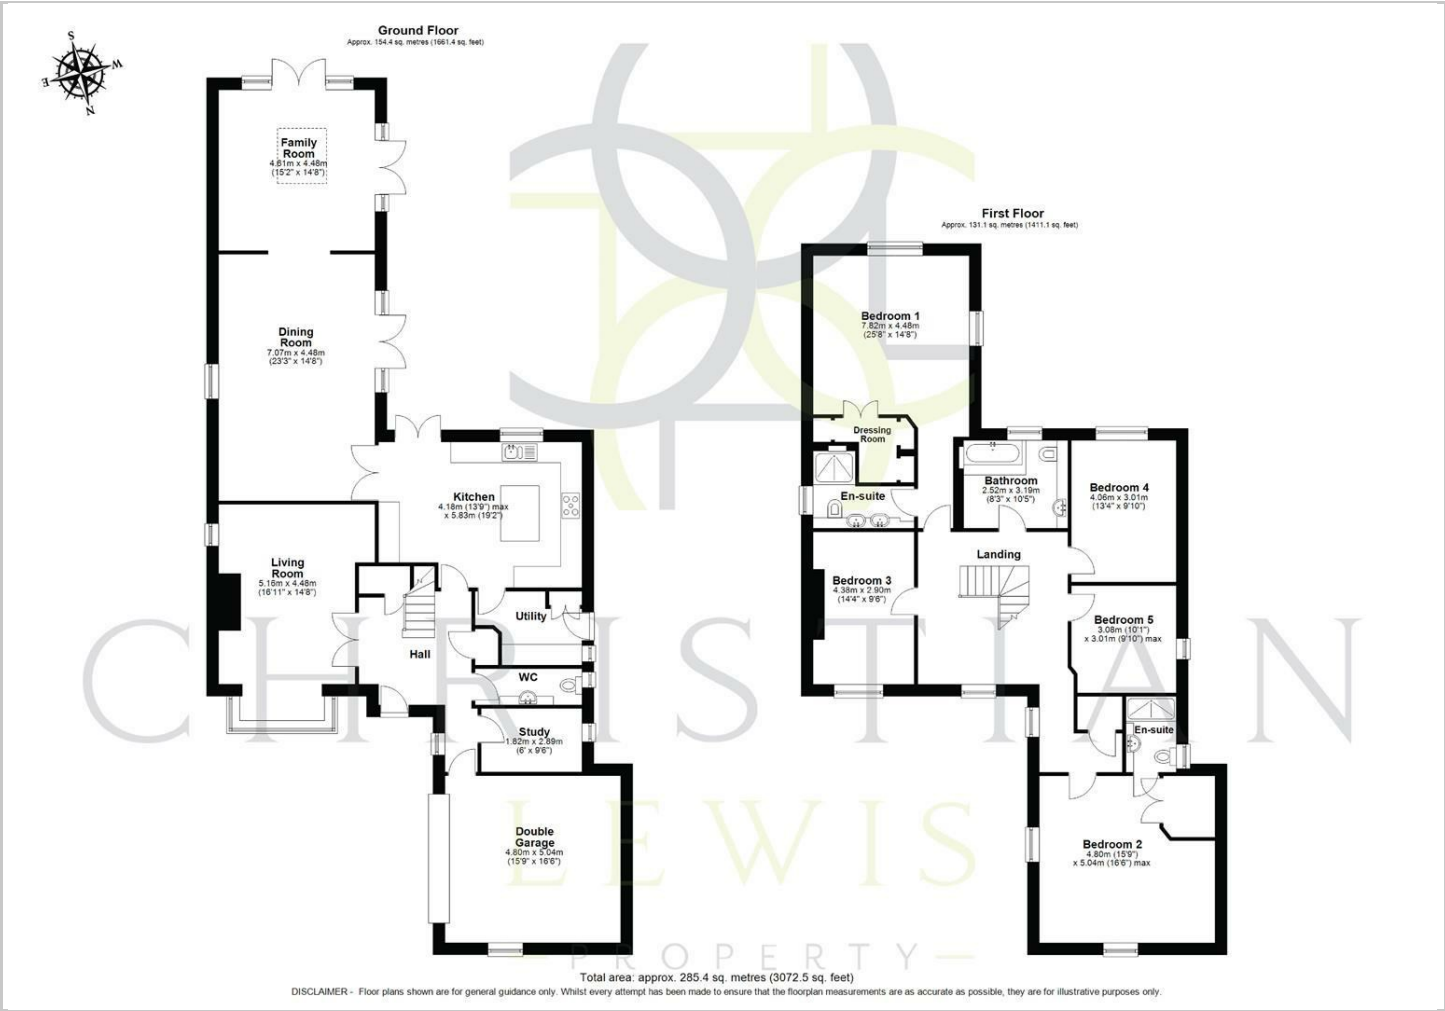 Ground Floor
Approx. 154.4 sq. metres (1661.4 sq. feet)
S
W
E
N
Family
Room
4.61m x 4.48m
(15'2" x 14'8")
Dining
Room
7.07m x 4.48m
(23'3" x 14'8")
Kitchen
4.18m (13'9") max
x 5.83m (19'2")
Living
Room
5.16m x 4.48m
(16'11" x 14'8")
Utility
Hall
WC
Study
1.82m x 2.89m
(6' x 9'6")
Double
Garage
4.80m x 5.04m
(15'9" x 16'6")
First Floor
Approx. 131.1 sq. metres (1411.1 sq. feet)
Bedroom 1
7.82m x 4.48m
(25'8" x 14'8")
Dressing
Room
En-suite
Bathroom
2.52m x 3.19m
(8'3" x 10'5")
Bedroom 4
4.06m x 3.01m
(13'4" x 9'10")
Landing
Bedroom 3
4.38m x 2.90m
(14'4" x 9'6")
Bedroom 5
3.08m (10'1")
x 3.01m (9'10") max
En-suite
Bedroom 2
4.80m (15'9")
x 5.04m (16'6") max
CHRISTIAN
LEWIS
PROPERTY
Total area: approx. 285.4 sq. metres (3072.5 sq. feet)
DISCLAIMER - Floor plans shown are for general guidance only. Whilst every attempt has been made to ensure that the floorplan measurements are as accurate as possible, they are for illustrative purposes only.